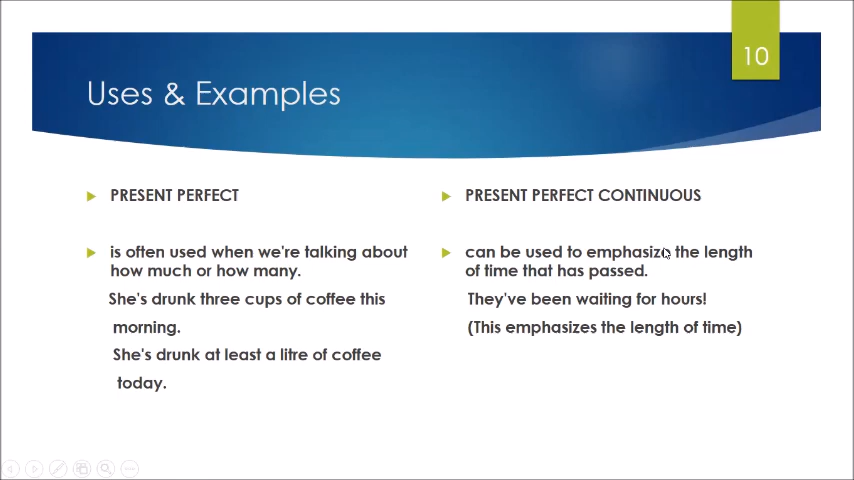 10
Uses & Examples
PRESENT PERFECT
is often used when we're talking about
how much or how many.
She's drunk three cups of coffee this
morning.
She's drunk at least a litre of coffee
today.
PRESENT PERFECT CONTINUOUS
can be used to emphasize the length
of time that has passed.
They've been waiting for hours!
(This emphasizes the length of time)